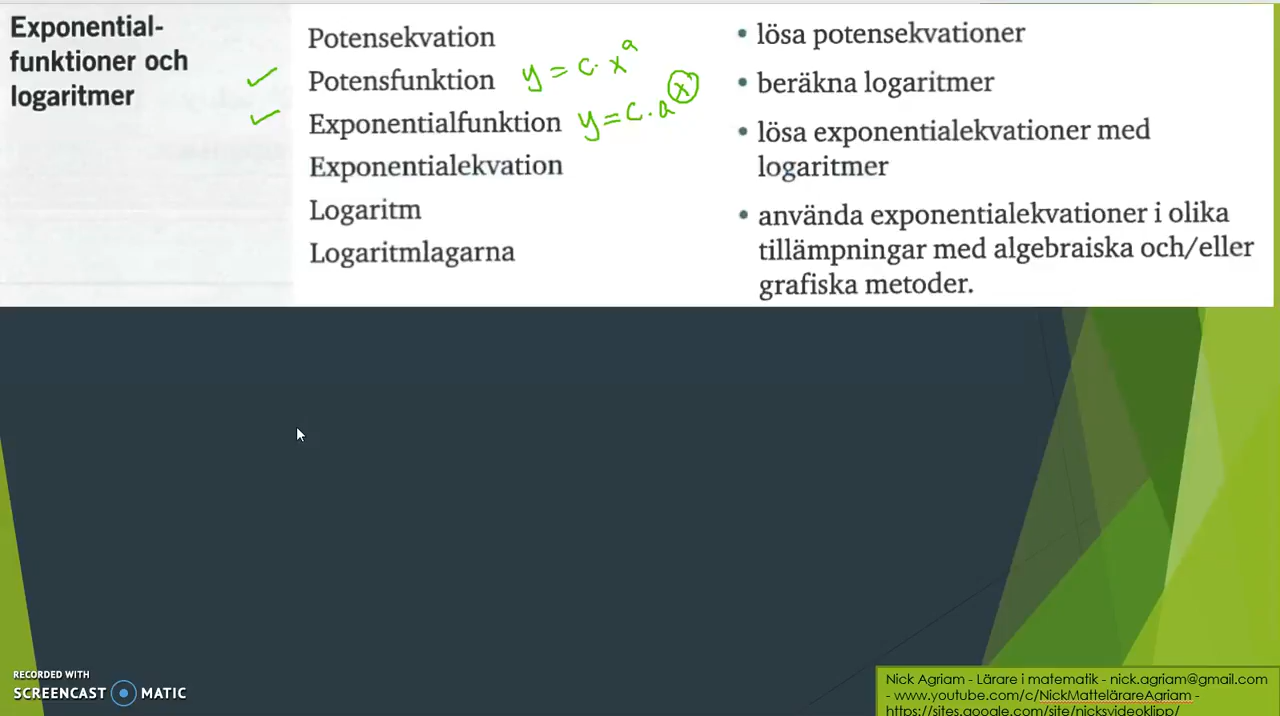 Exponential-
funktioner och
logaritmer
Potensekvation
Potensfunktion y = C · x^a
Exponentialfunktion y = C · a^x
Exponentialekvation
Logaritm
Logaritmlagarna
• lösa potensekvationer
• beräkna logaritmer
• lösa exponentialekvationer med
logaritmer
• använda exponentialekvationer i olika
tillämpningar med algebraiska och/eller
grafiska metoder.
RECORDED WITH
SCREENCAST MATIC
Nick Agriam - Lärare i matematik - nick.agriam@gmail.com
- www.youtube.com/c/NickMattelärareAgriam -
https://sites.google.com/site/nicksvideoklipp/